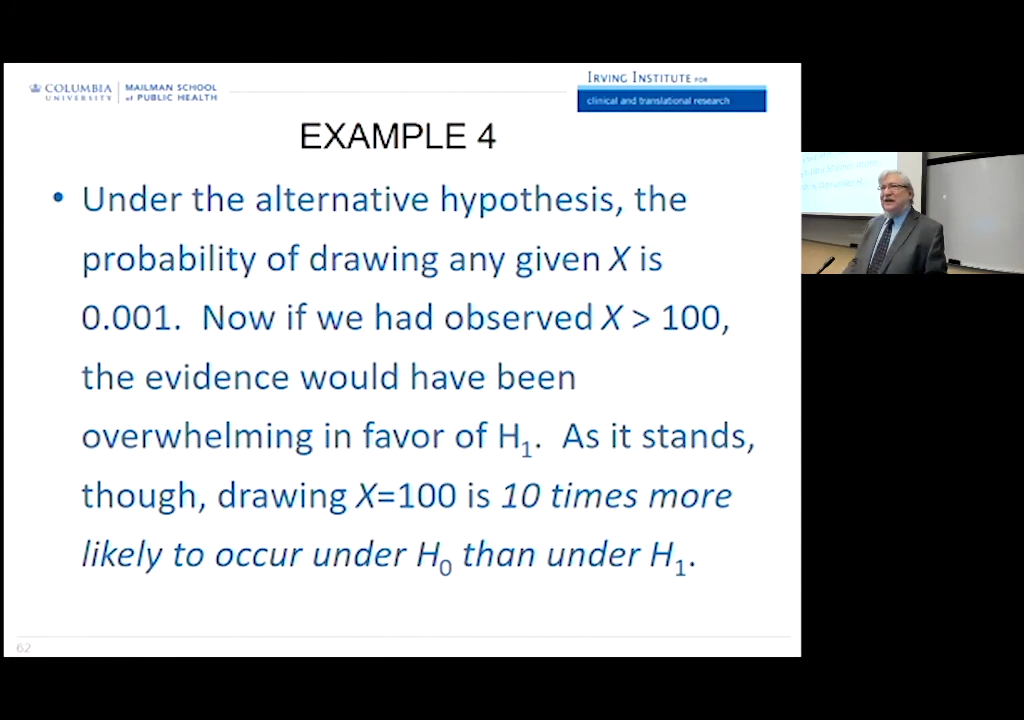 COLUMBIA
UNIVERSITY
MAILMAN SCHOOL
of PUBLIC HEALTH
IRVING INSTITUTE FOR
clinical and translational research
EXAMPLE 4
• Under the alternative hypothesis, the
probability of drawing any given X is
0.001. Now if we had observed X > 100,
the evidence would have been
overwhelming in favor of H₁. As it stands,
though, drawing X=100 is 10 times more
likely to occur under H₀ than under H₁.
62